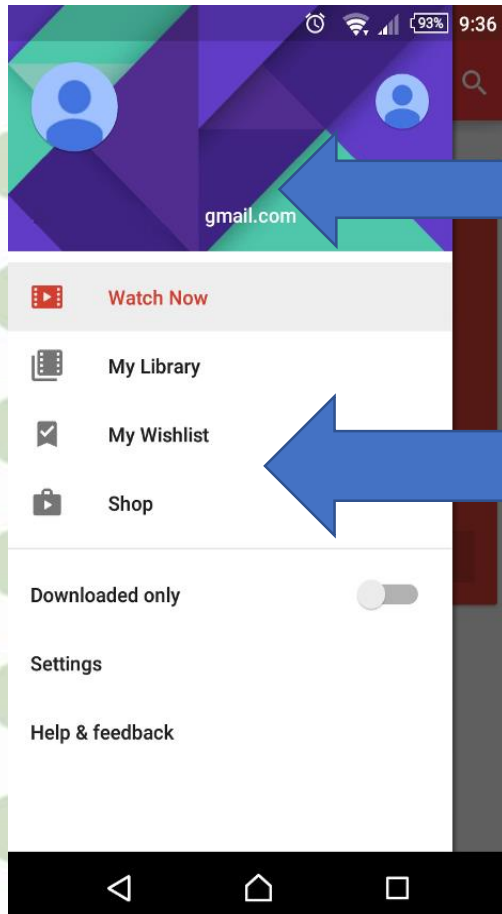 93% 9:36
gmail.com
Watch Now
My Library
My Wishlist
Shop
Downloaded only
Settings
Help & feedback